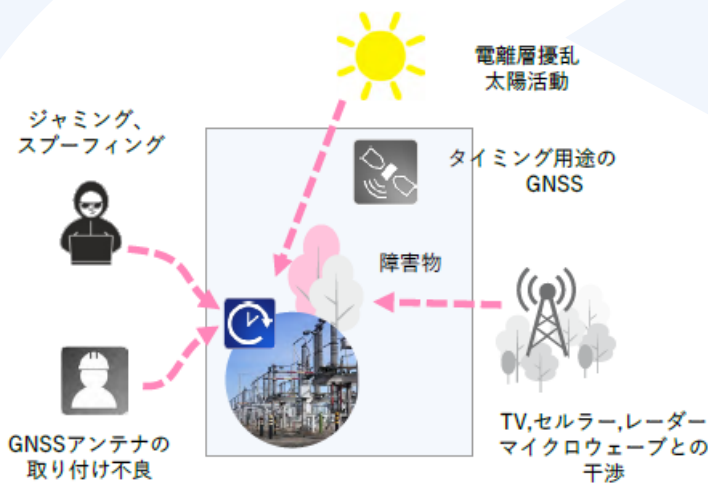 電離層擾乱
太陽活動
ジャミング、
スプーフィング
タイミング用途の
GNSS
障害物
GNSSアンテナの
取り付け不良
TV,セルラー,レーダー
マイクロウェーブとの
干渉